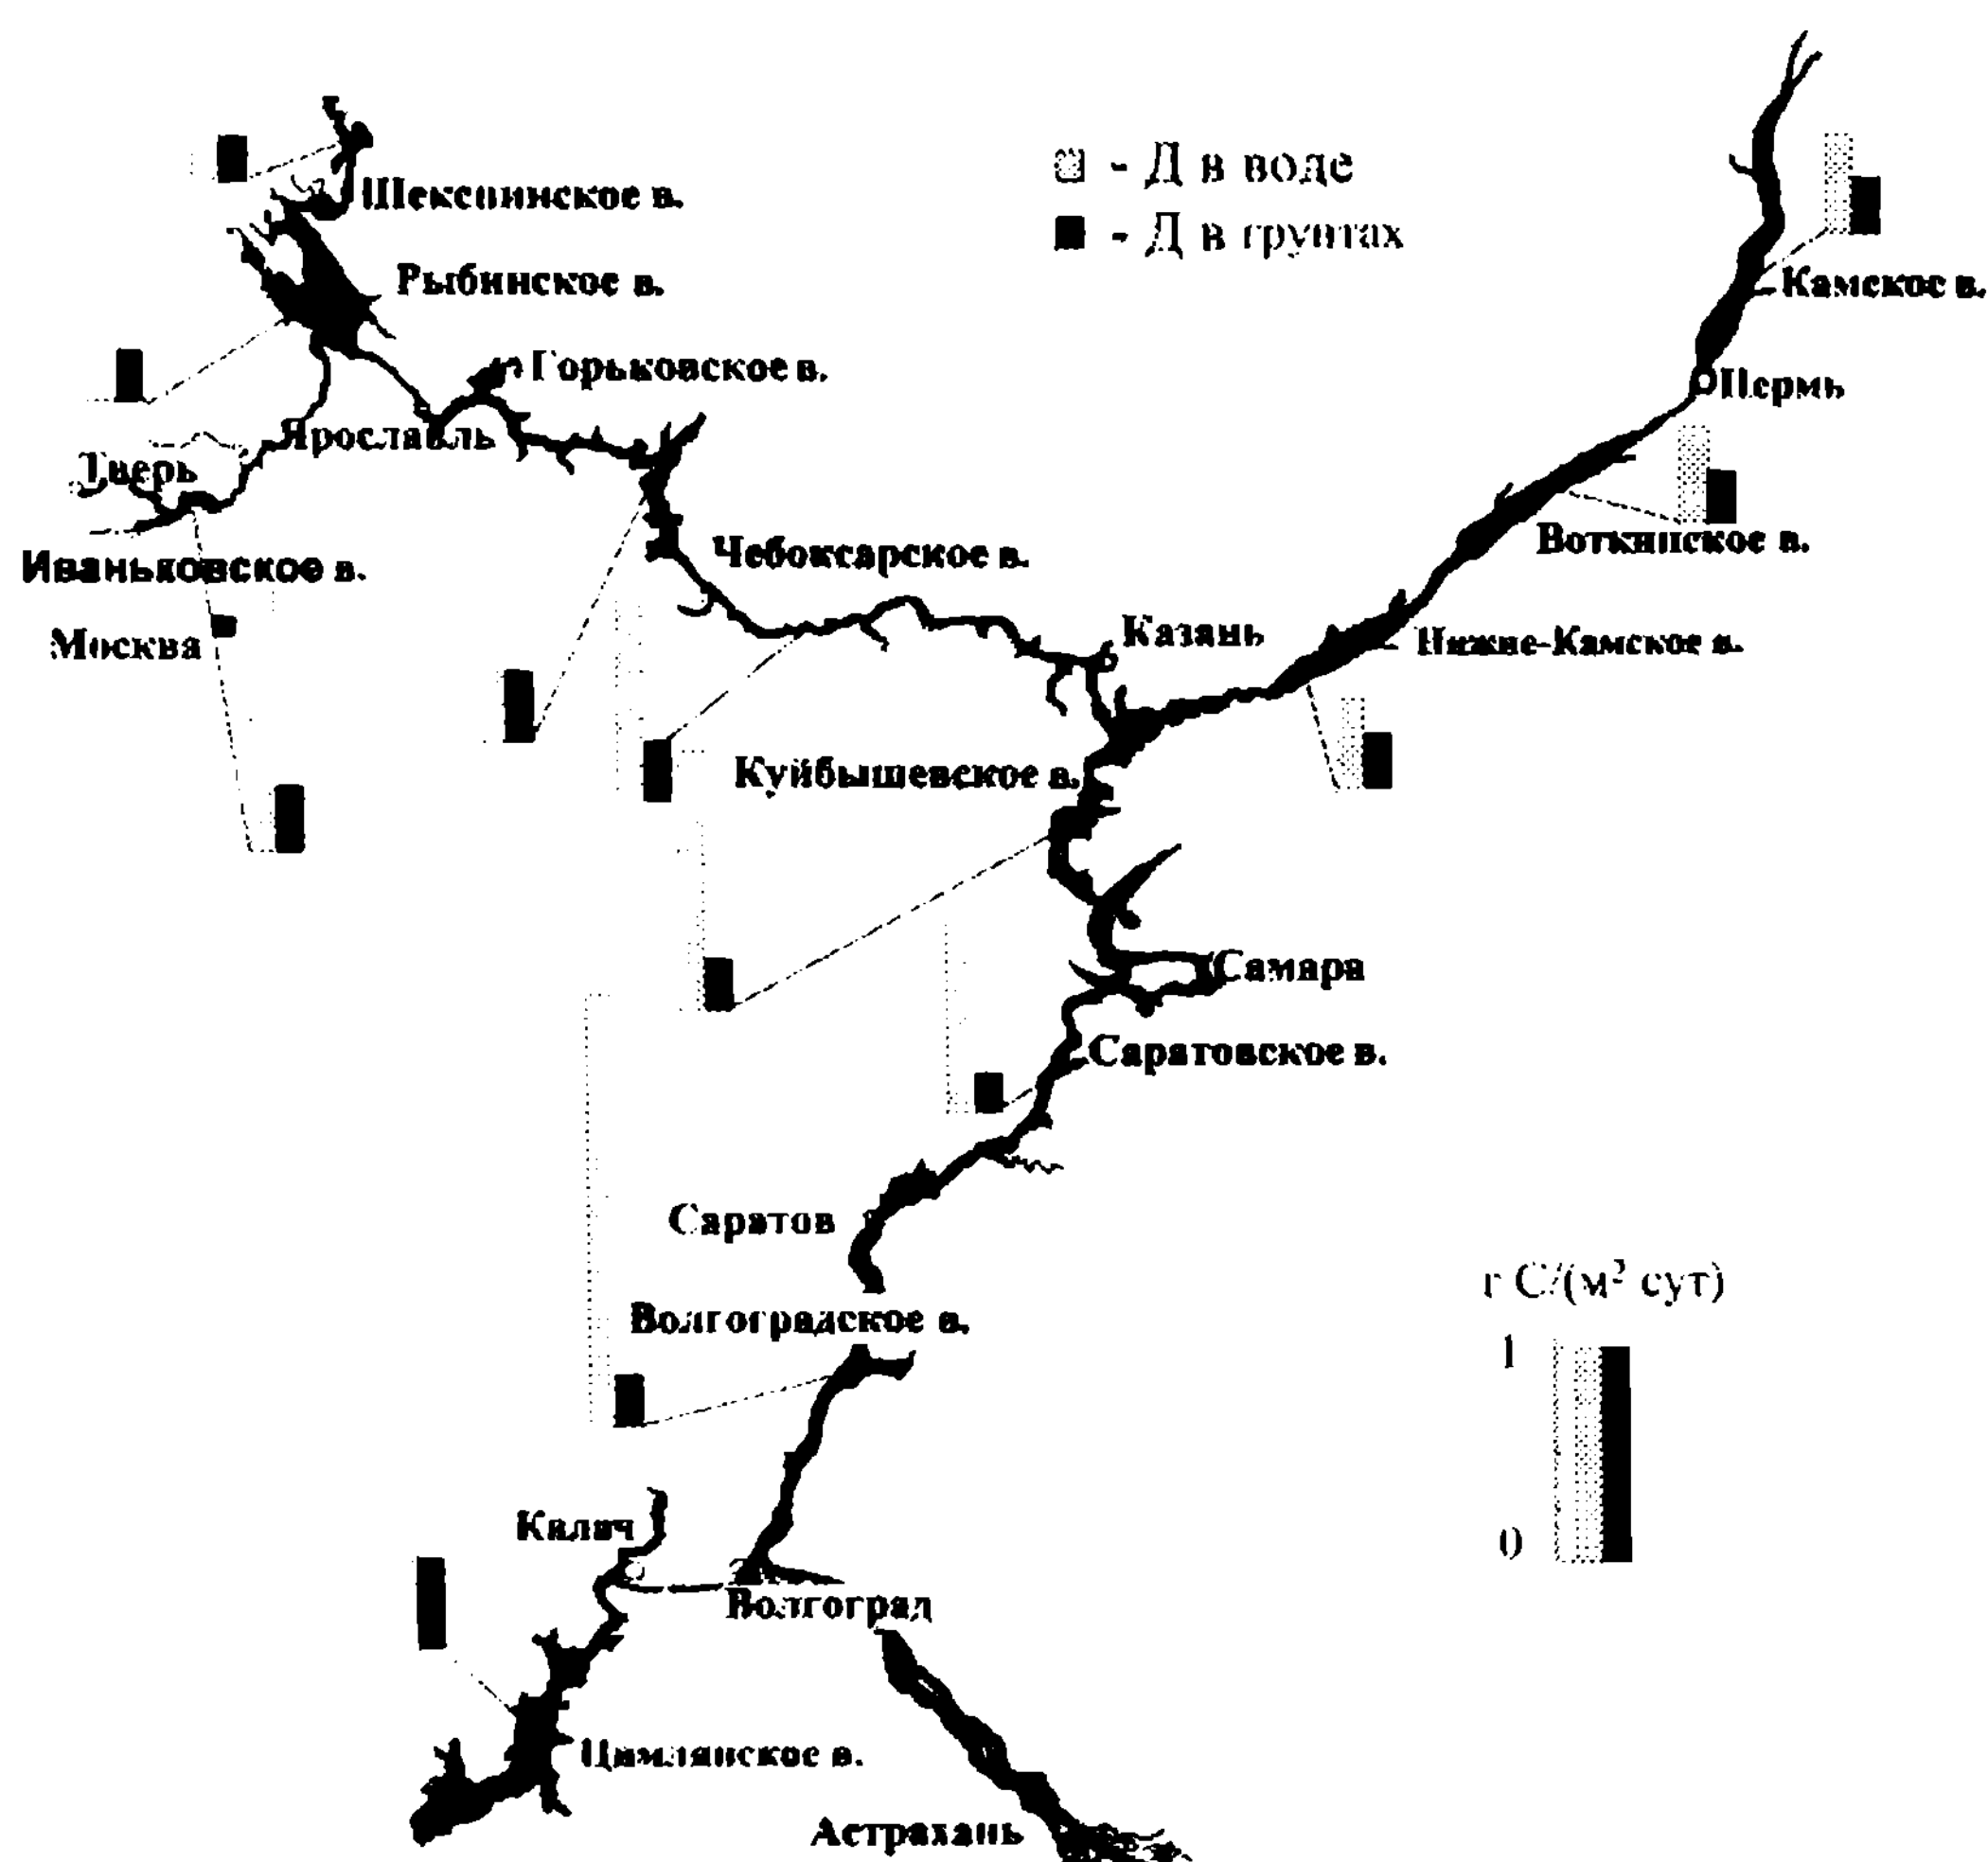 - Д в воде
- Д в грунтах
Шекснинское в.
Рыбинское в.
Камское в.
Горьковское в.
Пермь
Ярославль
Тверь
Воткинское в.
Иваньковское в.
Чебоксарское в.
Москва
Казань
Нижне-Камское в.
Куйбышевское в.
Самара
Саратовское в.
Саратов
г С/(м² сут)
Волгоградское в.
1
0
Калач
Волгоград
Цимлянское в.
Астрахань